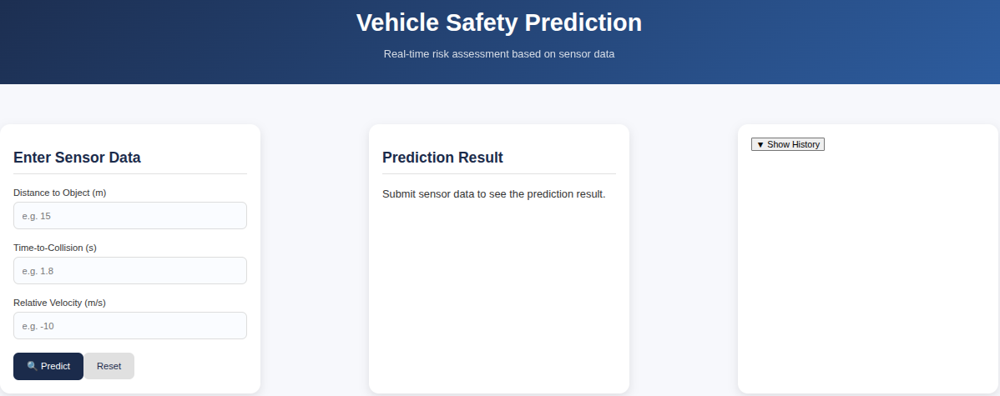 Vehicle Safety Prediction
Real-time risk assessment based on sensor data
Enter Sensor Data
Distance to Object (m)
e.g. 15
Time-to-Collision (s)
e.g. 1.8
Relative Velocity (m/s)
e.g. -10
🔍 Predict
Reset
Prediction Result
Submit sensor data to see the prediction result.
▼ Show History